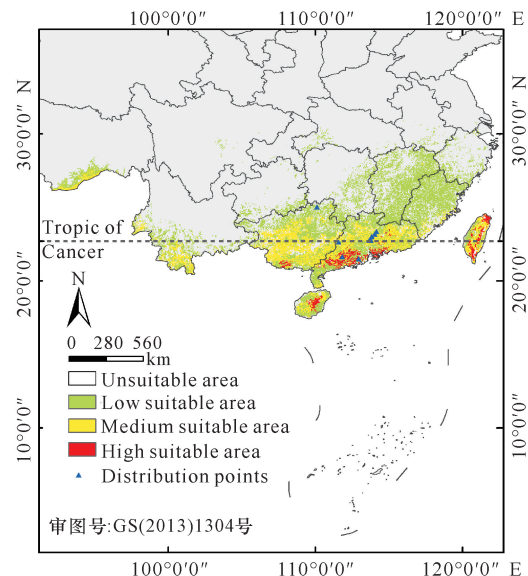 100°0′0″ 110°0′0″ 120°0′0″ E
30°0′0″ N
20°0′0″
10°0′0″
30°0′0″ N
20°0′0″
10°0′0″
Tropic of
Cancer
N
0 280 560
km
Unsuitable area
Low suitable area
Medium suitable area
High suitable area
Distribution points
审图号:GS(2013)1304号
100°0′0″ 110°0′0″ 120°0′0″ E